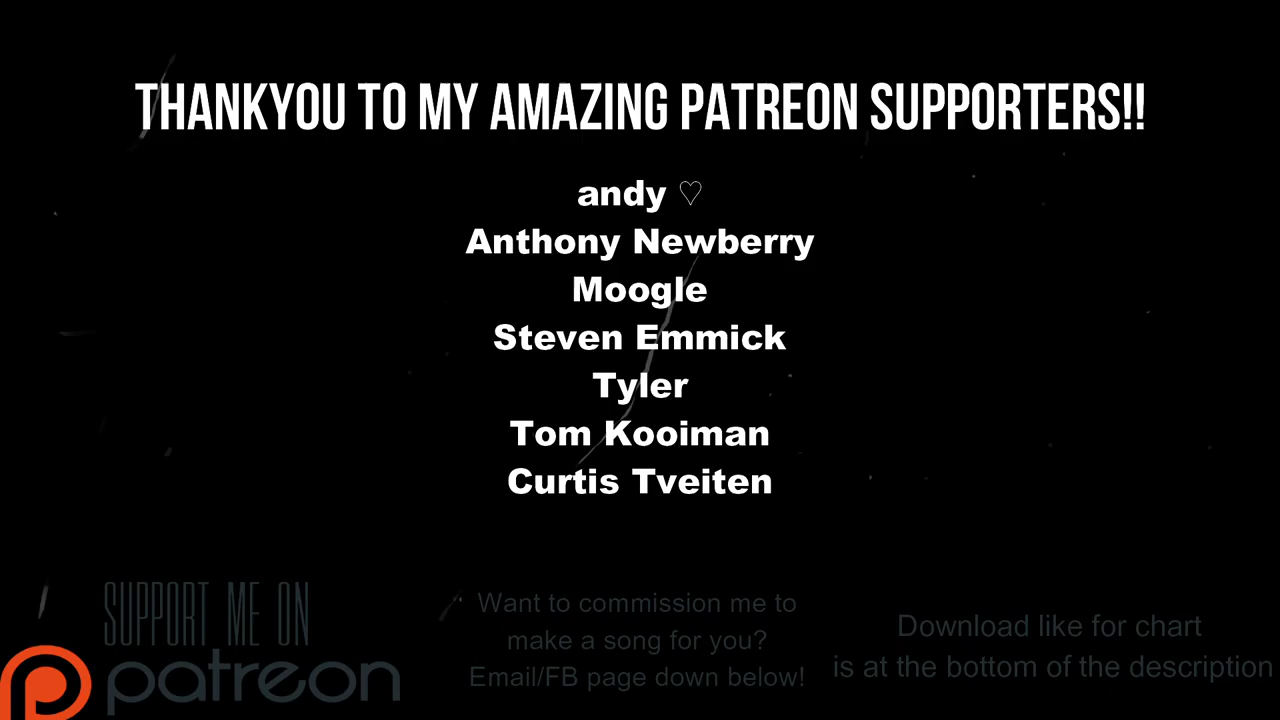 THANKYOU TO MY AMAZING PATREON SUPPORTERS!!
andy ♡
Anthony Newberry
Moogle
Steven Emmick
Tyler
Tom Kooiman
Curtis Tveiten
SUPPORT ME ON
patreon
Want to commission me to
make a song for you?
Email/FB page down below!
Download like for chart
is at the bottom of the description